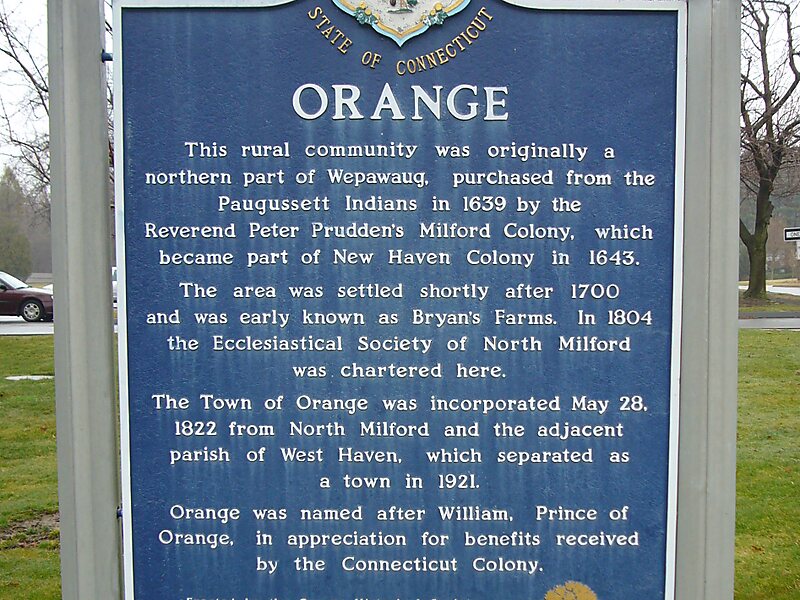 STATE OF CONNECTICUT
ORANGE
This rural community was originally a
northern part of Wepawaug, purchased from the
Paugussett Indians in 1639 by the
Reverend Peter Prudden's Milford Colony, which
became part of New Haven Colony in 1643.
The area was settled shortly after 1700
and was early known as Bryan's Farms. In 1804
the Ecclesiastical Society of North Milford
was chartered here.
The Town of Orange was incorporated May 28,
1822 from North Milford and the adjacent
parish of West Haven, which separated as
a town in 1921.
Orange was named after William, Prince of
Orange, in appreciation for benefits received
by the Connecticut Colony.